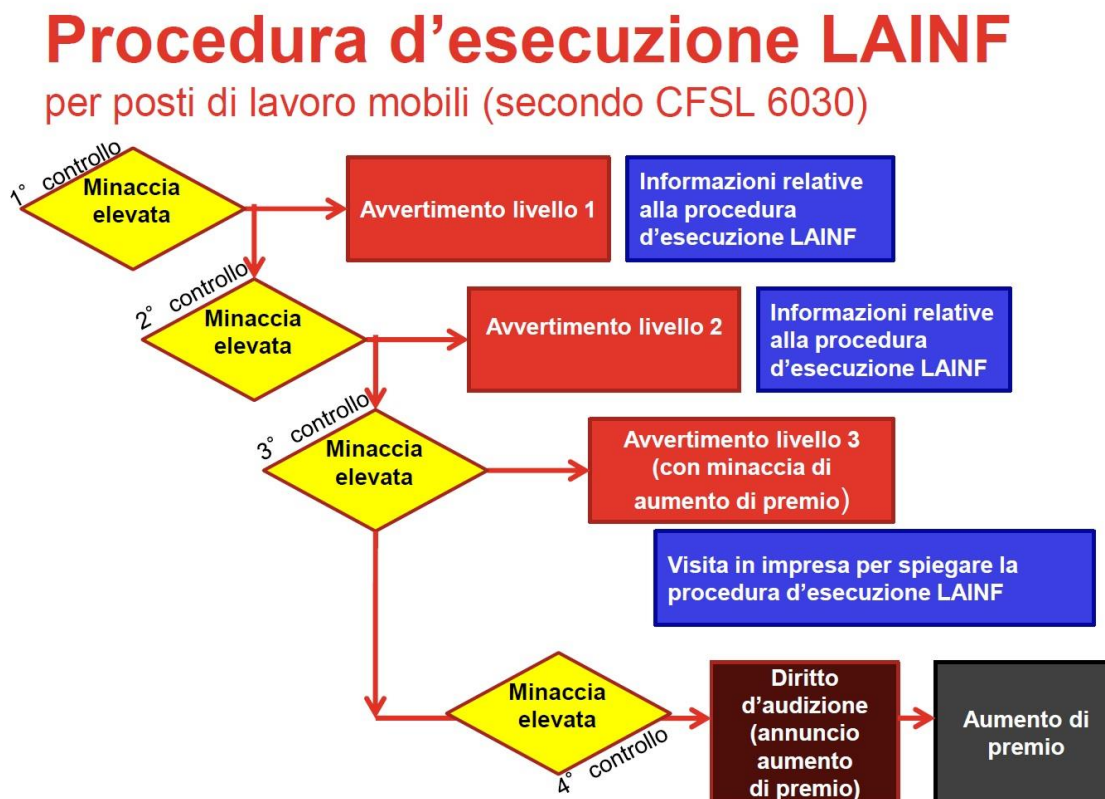 Procedura d’esecuzione LAINF
per posti di lavoro mobili (secondo CFSL 6030)
1° controllo
Minaccia
elevata
Avvertimento livello 1
Informazioni relative
alla procedura
d’esecuzione LAINF
2° controllo
Minaccia
elevata
Avvertimento livello 2
Informazioni relative
alla procedura
d’esecuzione LAINF
3° controllo
Minaccia
elevata
Avvertimento livello 3
(con minaccia di
aumento di premio)
Visita in impresa per spiegare la
procedura d’esecuzione LAINF
Minaccia
elevata
4° controllo
Diritto
d’audizione
(annuncio
aumento
di premio)
Aumento di
premio